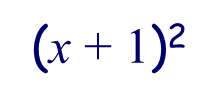 (x + 1)²